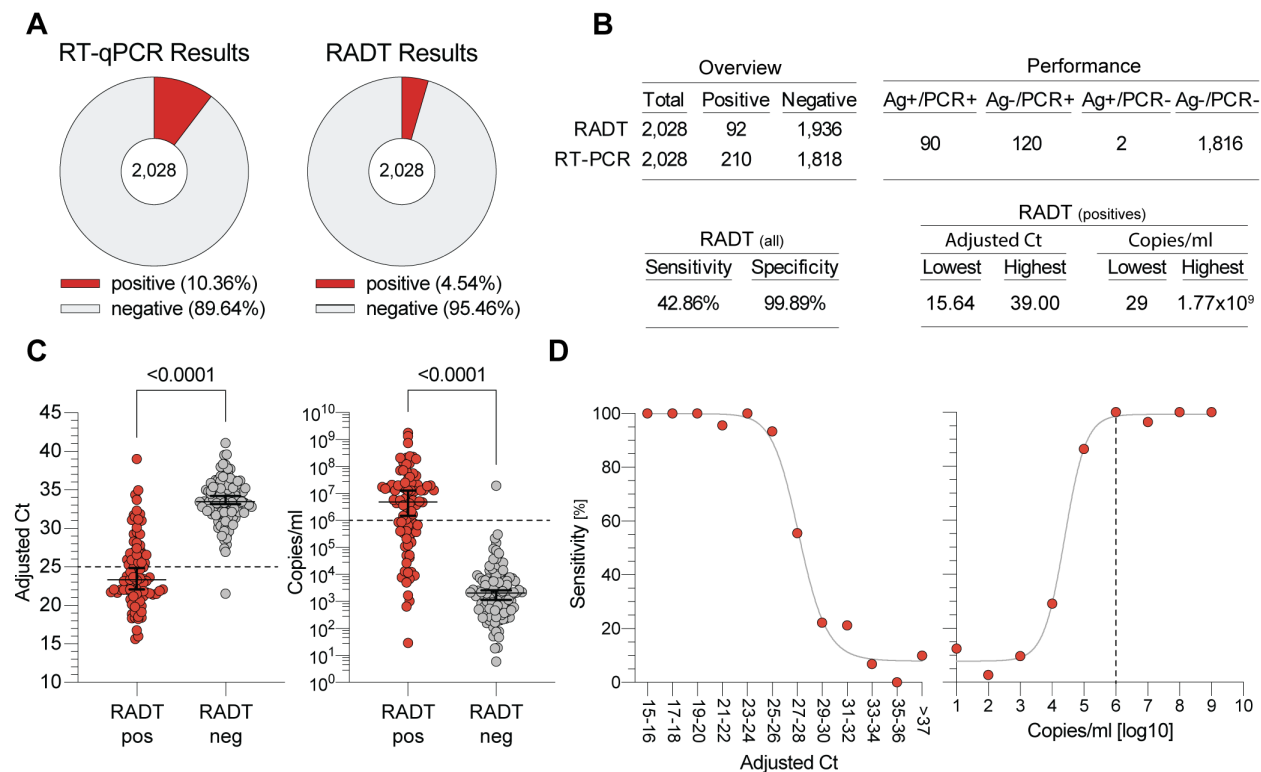 A
RT-qPCR Results
RADT Results
2,028
2,028
positive (10.36%)
negative (89.64%)
positive (4.54%)
negative (95.46%)
B
Overview
Performance
Total Positive Negative
Ag+/PCR+ Ag-/PCR+ Ag+/PCR- Ag-/PCR-
RADT 2,028 92 1,936
RT-PCR 2,028 210 1,818
90 120 2 1,816
RADT (all)
Sensitivity Specificity
42.86% 99.89%
RADT (positives)
Adjusted Ct Copies/ml
Lowest Highest Lowest Highest
15.64 39.00 29 1.77x10⁹
C
<0.0001
45
40
35
30
25
20
15
10
Adjusted Ct
RADT pos
RADT neg
<0.0001
10¹⁰
10⁹
10⁸
10⁷
10⁶
10⁵
10⁴
10³
10²
10¹
10⁰
Copies/ml
RADT pos
RADT neg
D
100
80
60
40
20
0
Sensitivity [%]
15-16
17-18
19-20
21-22
23-24
25-26
27-28
29-30
31-32
33-34
35-36
>37
Adjusted Ct
1 2 3 4 5 6 7 8 9 10
Copies/ml [log10]